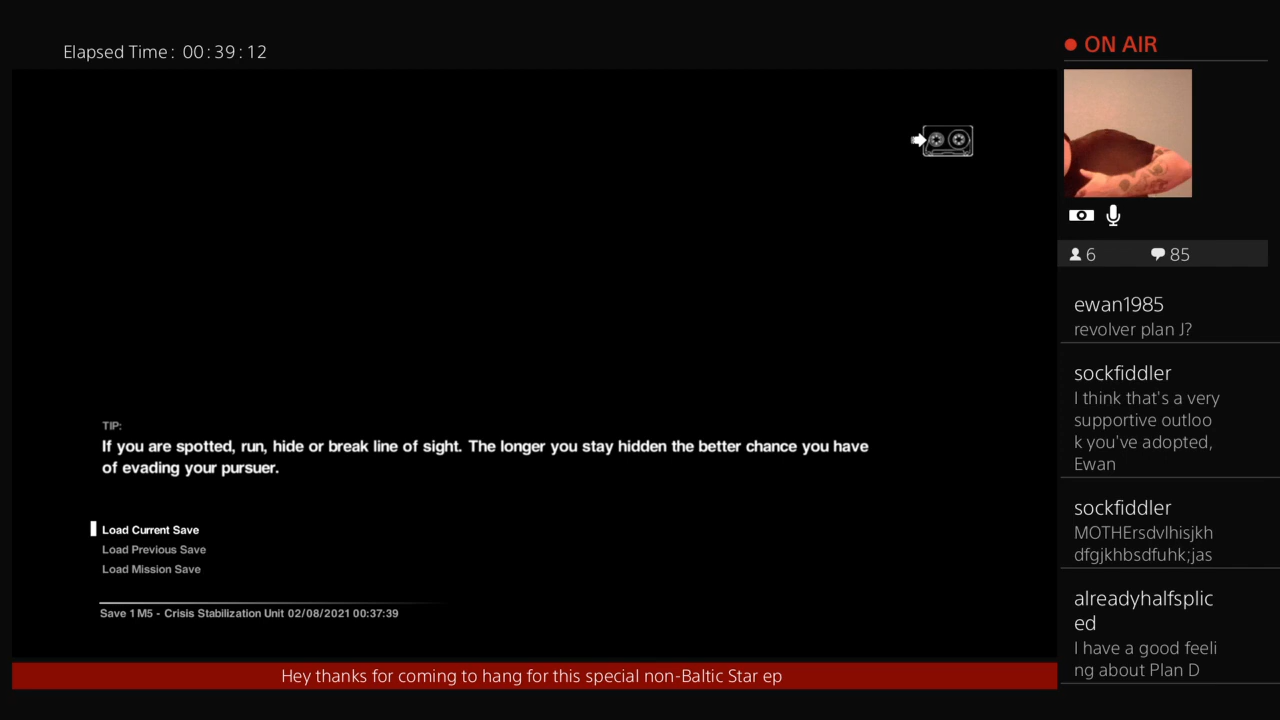 Elapsed Time: 00:39:12
ON AIR
6
85
ewan1985
revolver plan J?
sockfiddler
I think that's a very
supportive outloo
k you've adopted,
Ewan
sockfiddler
MOTHErsdvlhisjkh
dfgjkhbsdfuhk;jas
alreadyhalfsplic
ed
I have a good feeli
ng about Plan D
TIP:
If you are spotted, run, hide or break line of sight. The longer you stay hidden the better chance you have
of evading your pursuer.
Load Current Save
Load Previous Save
Load Mission Save
Save 1 M5 - Crisis Stabilization Unit 02/08/2021 00:37:39
Hey thanks for coming to hang for this special non-Baltic Star ep